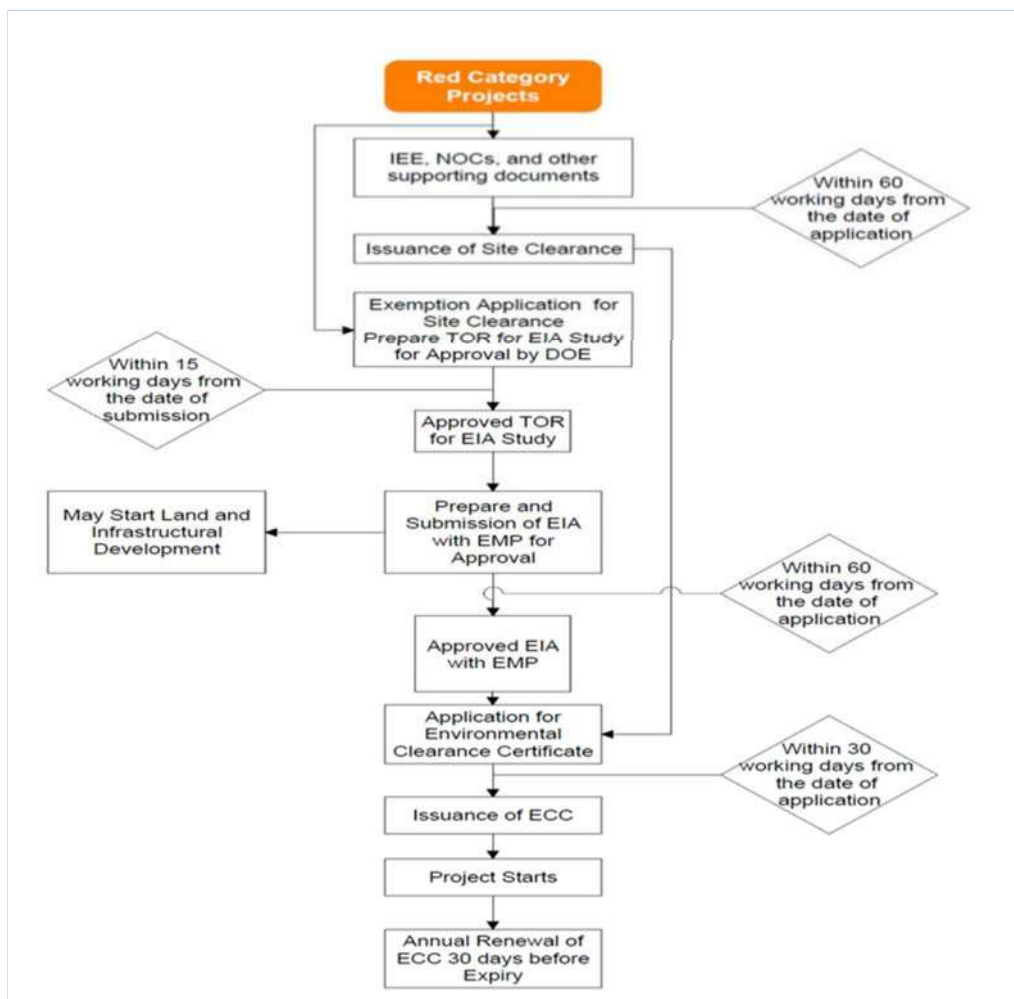 Red Category
Projects
IEE, NOCs, and other
supporting documents
Within 60
working days from
the date of
application
Issuance of Site Clearance
Exemption Application for
Site Clearance
Prepare TOR for EIA Study
for Approval by DOE
Within 15
working days from
the date of
submission
Approved TOR
for EIA Study
May Start Land and
Infrastructural
Development
Prepare and
Submission of EIA
with EMP for
Approval
Within 60
working days from
the date of
application
Approved EIA
with EMP
Application for
Environmental
Clearance Certificate
Within 30
working days from
the date of
application
Issuance of ECC
Project Starts
Annual Renewal of
ECC 30 days before
Expiry